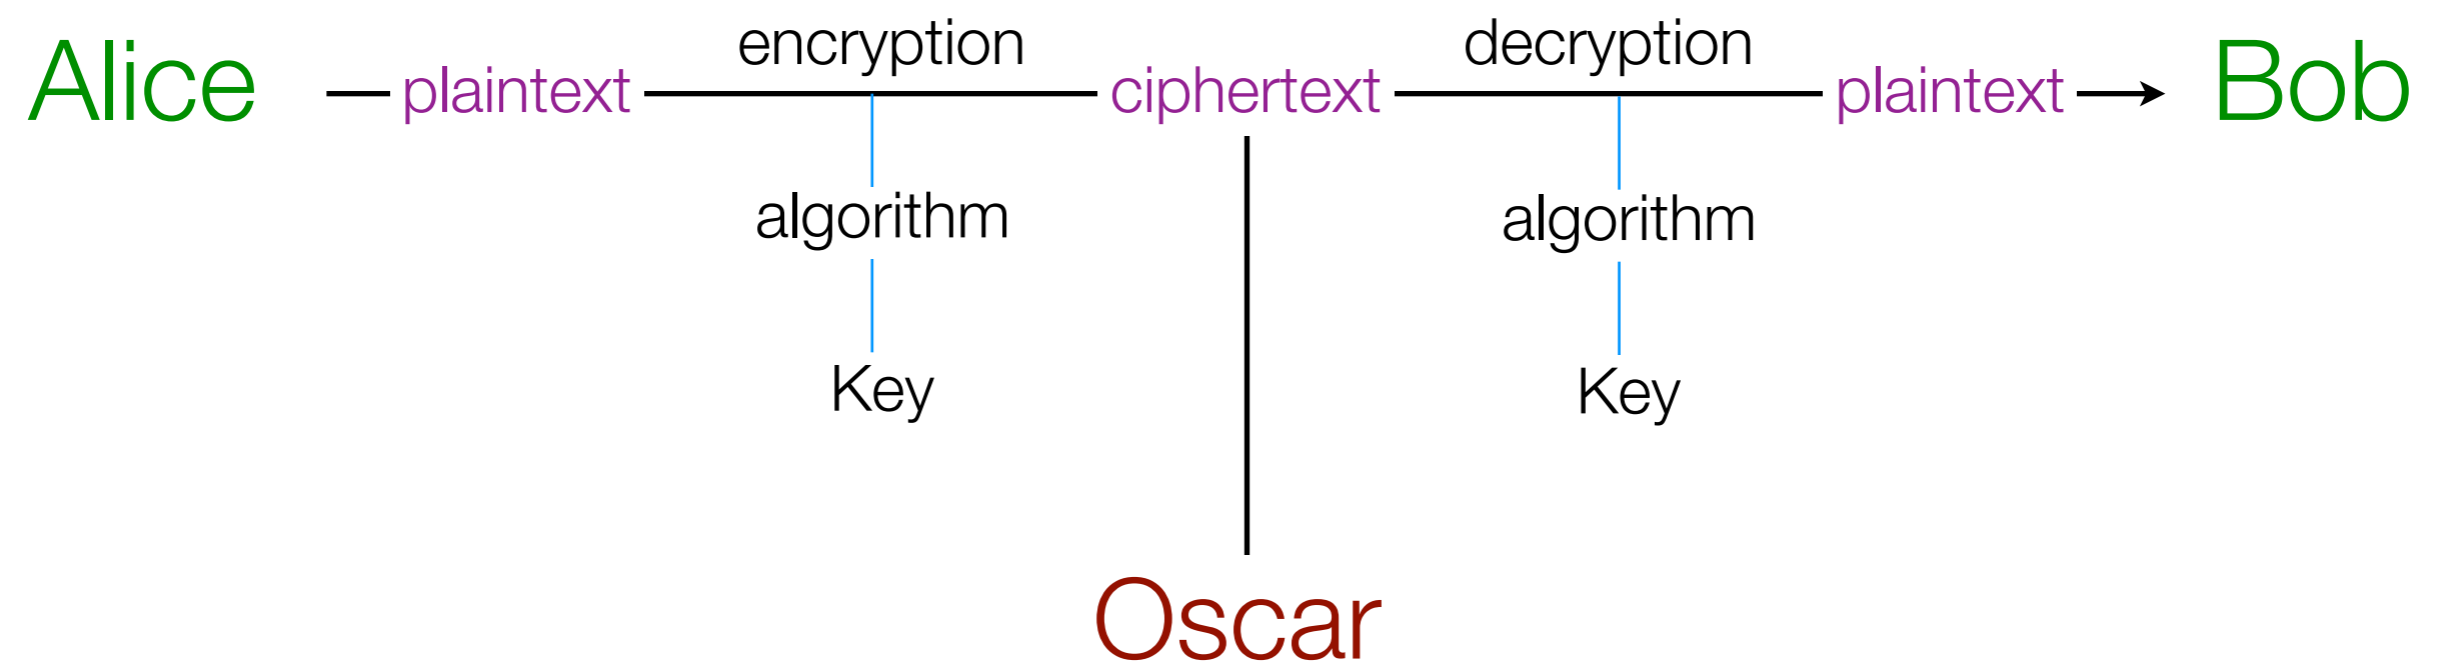 Alice
plaintext
encryption
ciphertext
decryption
plaintext
Bob
algorithm
algorithm
Key
Key
Oscar